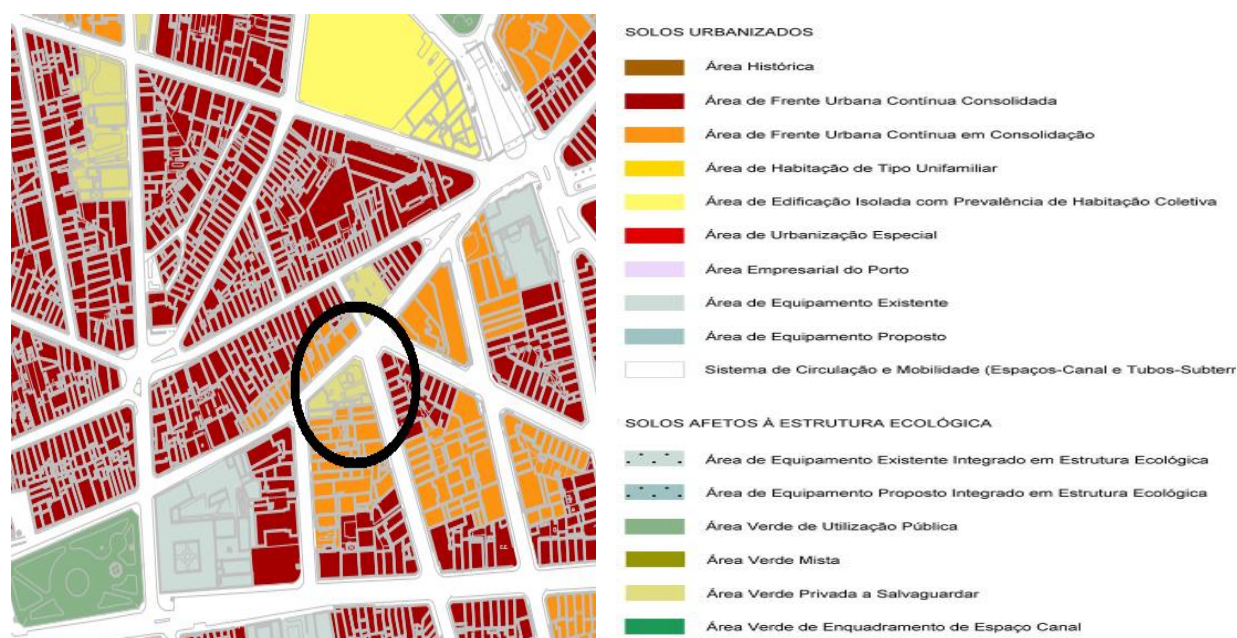 SOLOS URBANIZADOS
Área Histórica
Área de Frente Urbana Contínua Consolidada
Área de Frente Urbana Contínua em Consolidação
Área de Habitação de Tipo Unifamiliar
Área de Edificação Isolada com Prevalência de Habitação Coletiva
Área de Urbanização Especial
Área Empresarial do Porto
Área de Equipamento Existente
Área de Equipamento Proposto
Sistema de Circulação e Mobilidade (Espaços-Canal e Tubos-Subterr
SOLOS AFETOS À ESTRUTURA ECOLÓGICA
Área de Equipamento Existente Integrado em Estrutura Ecológica
Área de Equipamento Proposto Integrado em Estrutura Ecológica
Área Verde de Utilização Pública
Área Verde Mista
Área Verde Privada a Salvaguardar
Área Verde de Enquadramento de Espaço Canal